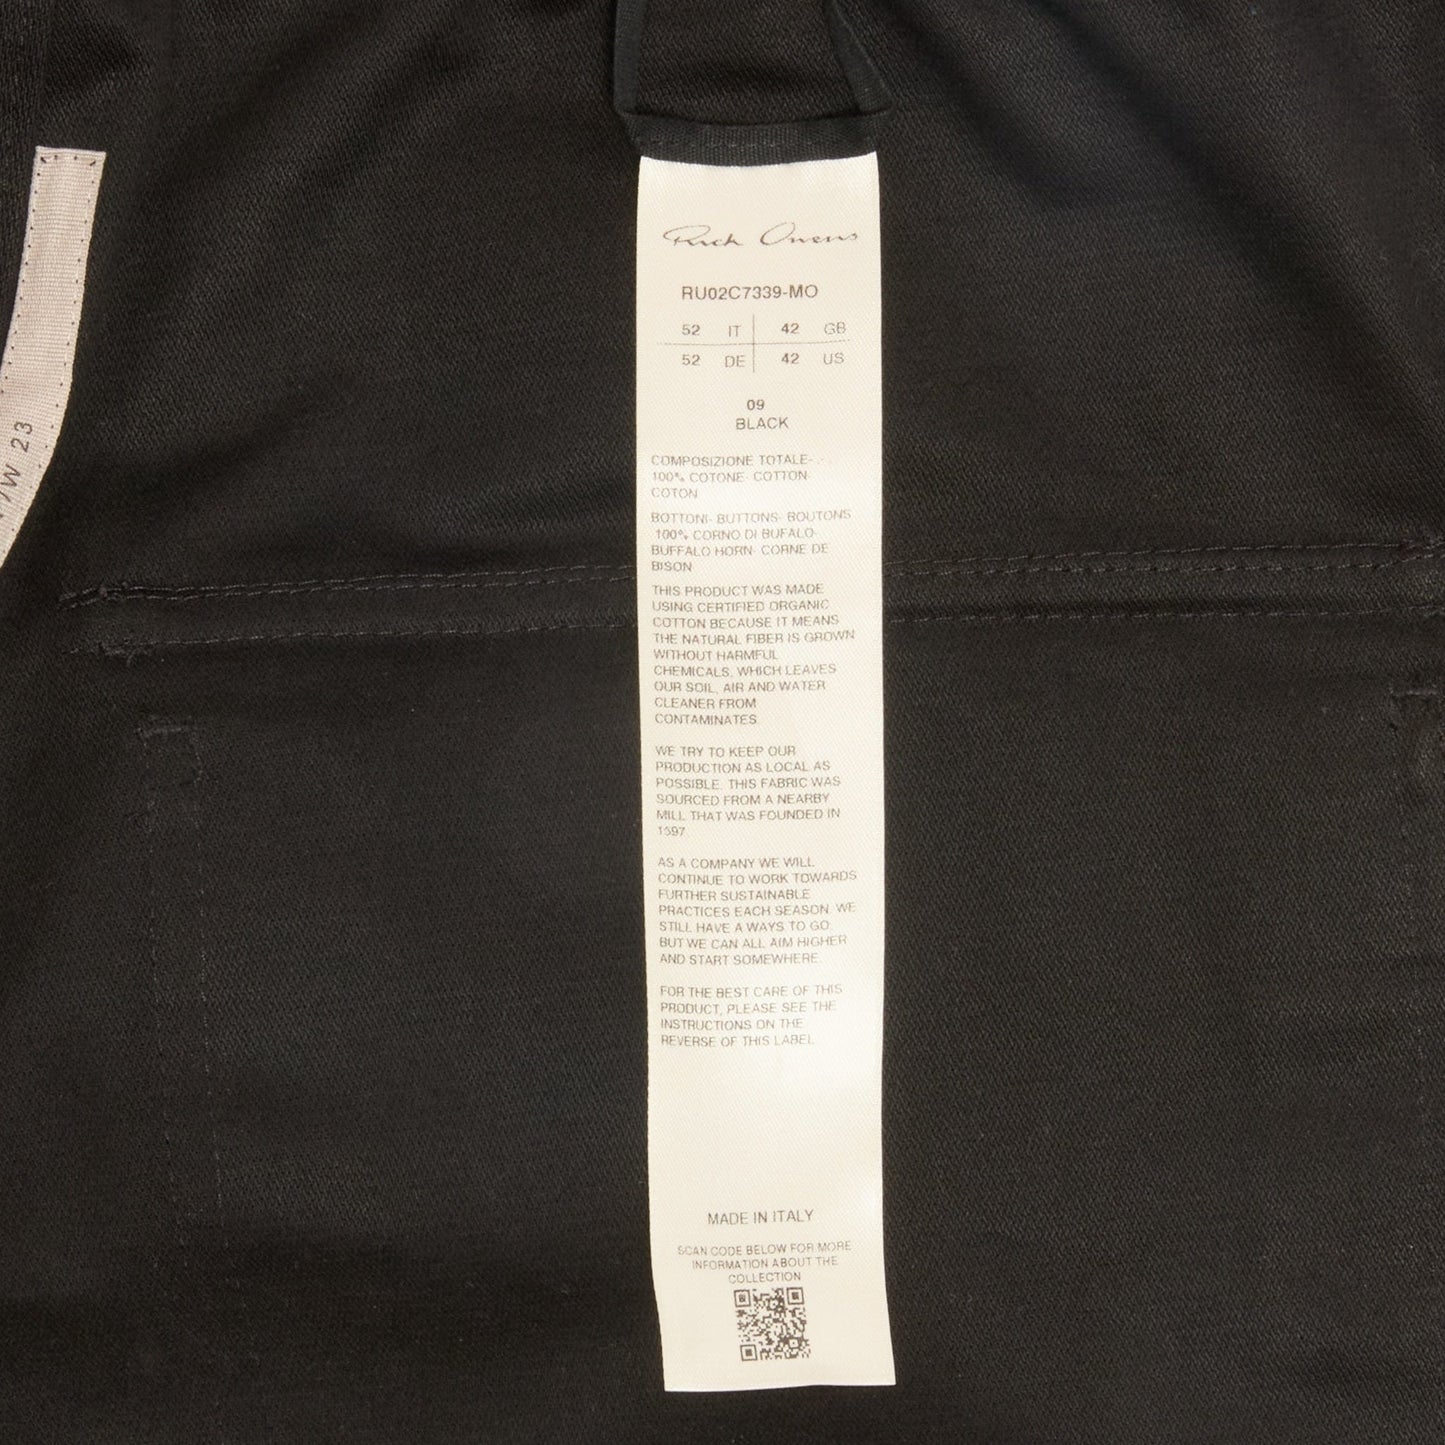 Rick Owens
RU02C7339-MO
52 IT 42 GB
52 DE 42 US
09
BLACK
COMPOSIZIONE TOTALE- .-
100% COTONE- COTTON-
COTON
BOTTONI- BUTTONS- BOUTONS
100% CORNO DI BUFALO-
BUFFALO HORN- CORNE DE
BISON
THIS PRODUCT WAS MADE
USING CERTIFIED ORGANIC
COTTON BECAUSE IT MEANS
THE NATURAL FIBER IS GROWN
WITHOUT HARMFUL
CHEMICALS, WHICH LEAVES
OUR SOIL, AIR AND WATER
CLEANER FROM
CONTAMINATES.
WE TRY TO KEEP OUR
PRODUCTION AS LOCAL AS
POSSIBLE. THIS FABRIC WAS
SOURCED FROM A NEARBY
MILL THAT WAS FOUNDED IN
AS A COMPANY WE WILL
CONTINUE TO WORK TOWARDS
FURTHER SUSTAINABLE
PRACTICES EACH SEASON. WE
STILL HAVE A WAYS TO GO,
BUT WE CAN ALL AIM HIGHER
AND START SOMEWHERE.
FOR THE BEST CARE OF THIS
PRODUCT, PLEASE SEE THE
INSTRUCTIONS ON THE
REVERSE OF THIS LABEL.
MADE IN ITALY
SCAN CODE BELOW FOR MORE
INFORMATION ABOUT THE
COLLECTION
/W 23